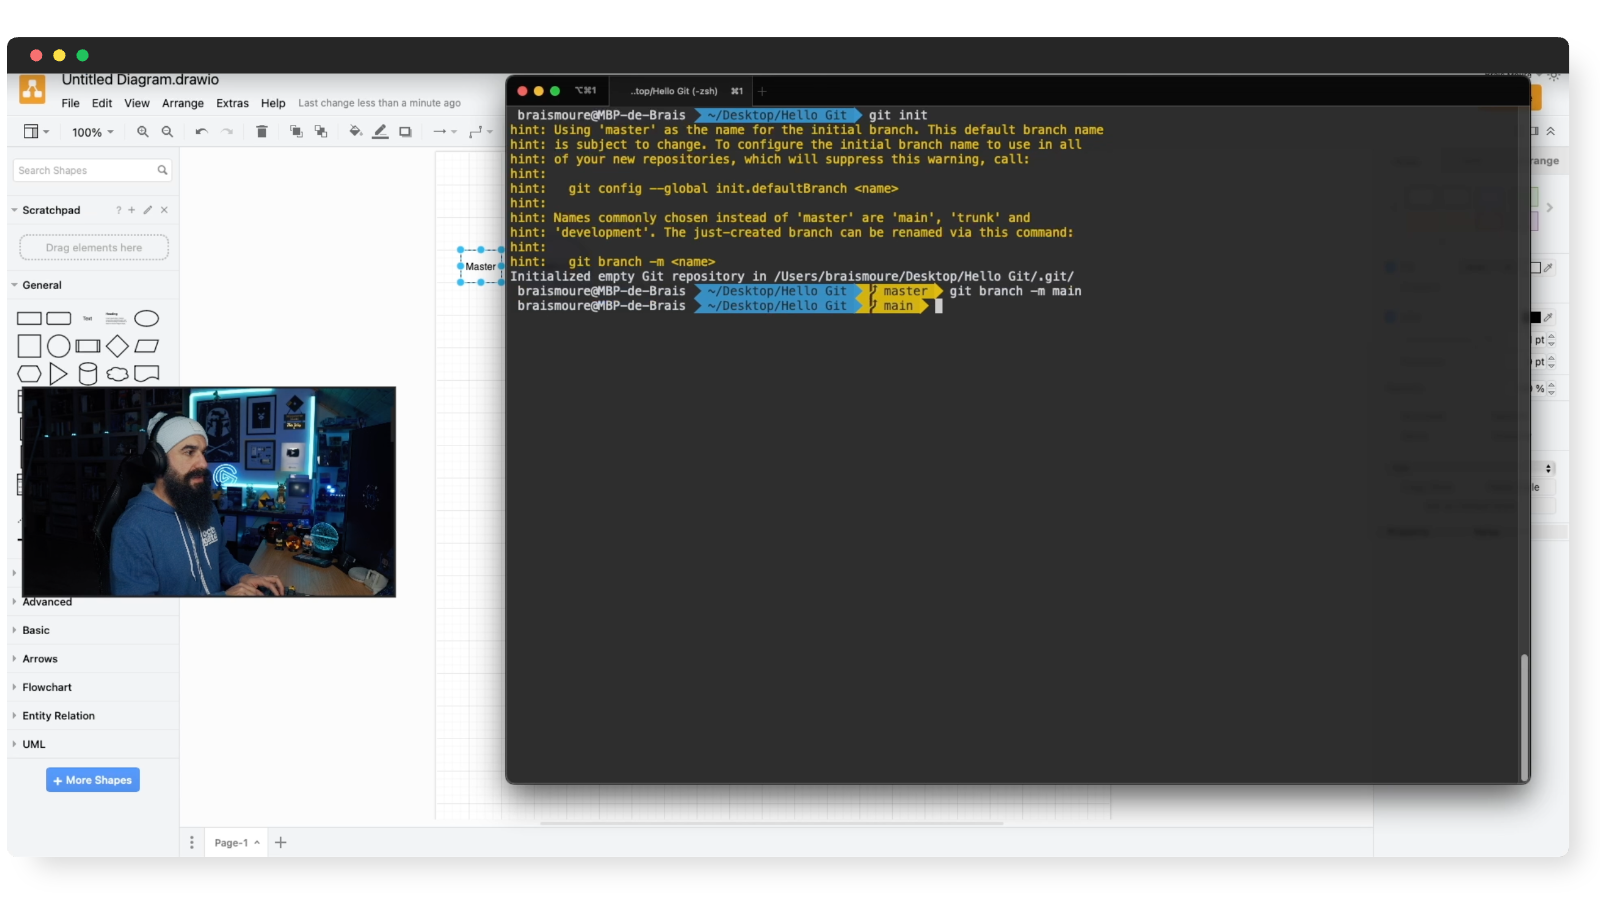 Untitled Diagram.drawio
File Edit View Arrange Extras Help Last change less than a minute ago
100%
Search Shapes
Scratchpad
?
Drag elements here
General
Text
Heading
Advanced
Basic
Arrows
Flowchart
Entity Relation
UML
+ More Shapes
Page-1
Master
⌥⌘1
..top/Hello Git (-zsh) ⌘1
braismoure@MBP-de-Brais ~/Desktop/Hello Git git init
hint: Using 'master' as the name for the initial branch. This default branch name
hint: is subject to change. To configure the initial branch name to use in all
hint: of your new repositories, which will suppress this warning, call:
hint:
hint: git config --global init.defaultBranch <name>
hint:
hint: Names commonly chosen instead of 'master' are 'main', 'trunk' and
hint: 'development'. The just-created branch can be renamed via this command:
hint:
hint: git branch -m <name>
Initialized empty Git repository in /Users/braismoure/Desktop/Hello Git/.git/
braismoure@MBP-de-Brais ~/Desktop/Hello Git master git branch -m main
braismoure@MBP-de-Brais ~/Desktop/Hello Git main
range
pt
pt
%
le